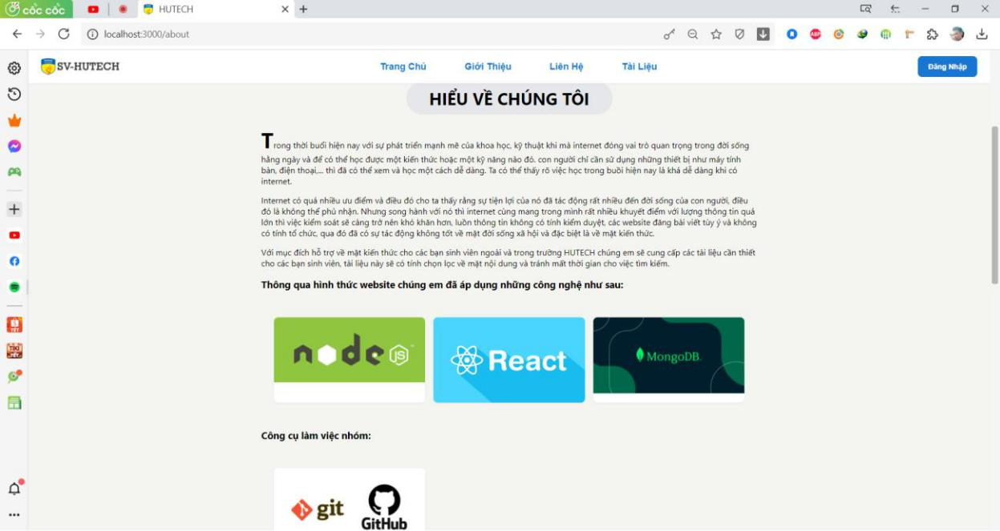 cốc cốc
HUTECH
localhost:3000/about
ABP
SV-HUTECH
Trang Chủ
Giới Thiệu
Liên Hệ
Tài Liệu
Đăng Nhập
HIỂU VỀ CHÚNG TÔI
Trong thời buổi hiện nay với sự phát triển mạnh mẽ của khoa học, kỹ thuật khi mà internet đóng vai trò quan trọng trong đời sống
hằng ngày và để có thể học được một kiến thức hoặc một kỹ năng nào đó. con người chỉ cần sử dụng những thiết bị như máy tính
bàn, điện thoại,... thì đã có thể xem và học một cách dễ dàng. Ta có thể thấy rõ việc học trong buổi hiện nay là khá dễ dàng khi có
internet.
Internet có quá nhiều ưu điểm và điều đó cho ta thấy rằng sự tiện lợi của nó đã tác động rất nhiều đến đời sống của con người, điều
đó là không thể phủ nhận. Nhưng song hành với nó thì internet cũng mang trong mình rất nhiều khuyết điểm với lượng thông tin quá
lớn thì việc kiểm soát sẽ càng trở nên khó khăn hơn, luồn thông tin không có tính kiểm duyệt, các website đăng bài viết tùy ý và không
có tính tổ chức, qua đó đã có sự tác động không tốt về mặt đời sống xã hội và đặc biệt là về mặt kiến thức.
Với mục đích hỗ trợ về mặt kiến thức cho các bạn sinh viên ngoài và trong trường HUTECH chúng em sẽ cung cấp các tài liệu cần thiết
cho các bạn sinh viên, tài liệu này sẽ có tính chọn lọc về mặt nội dung và tránh mất thời gian cho việc tìm kiếm.
Thông qua hình thức website chúng em đã áp dụng những công nghệ như sau:
node JS
React
MongoDB
Công cụ làm việc nhóm:
git
GitHub
TẾT
TIKI
TẾT